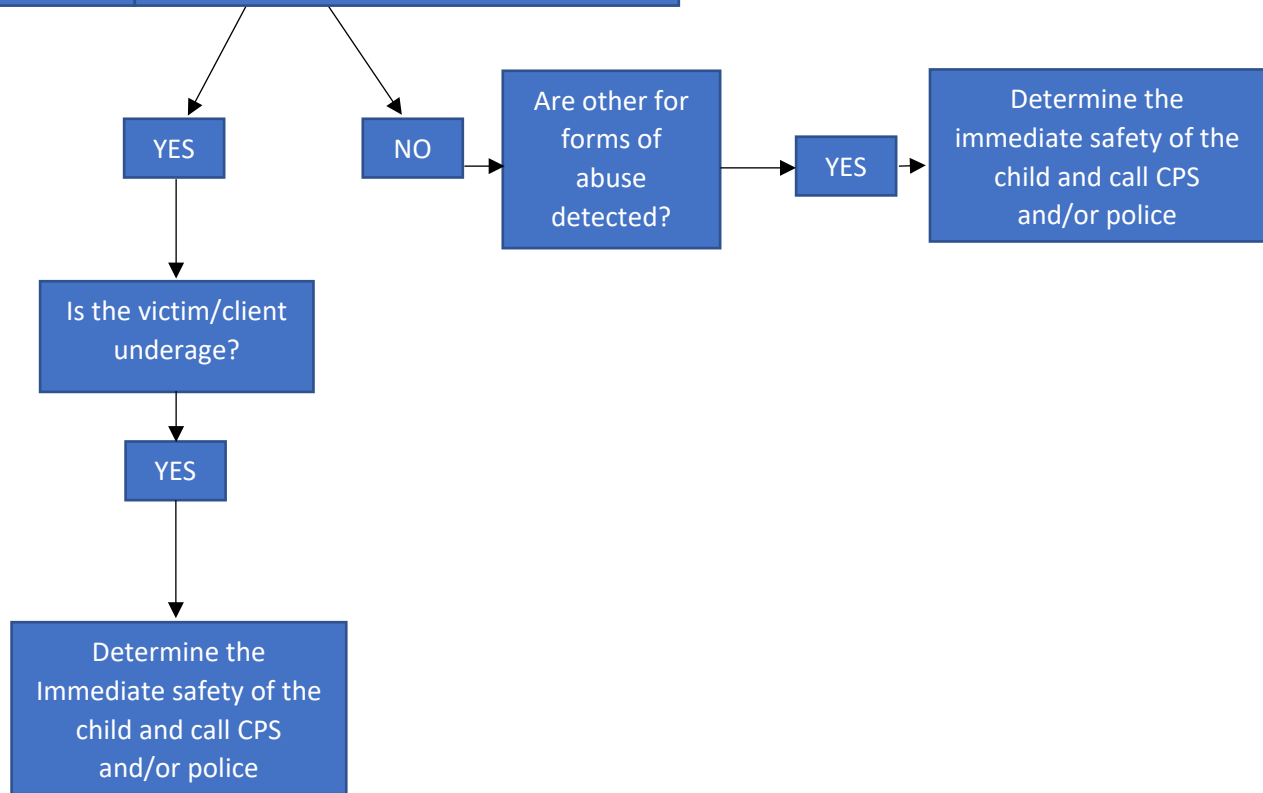 YES
NO
Are other for
forms of
abuse
detected?
YES
Determine the
immediate safety of the
child and call CPS
and/or police
Is the victim/client
underage?
YES
Determine the
Immediate safety of the
child and call CPS
and/or police